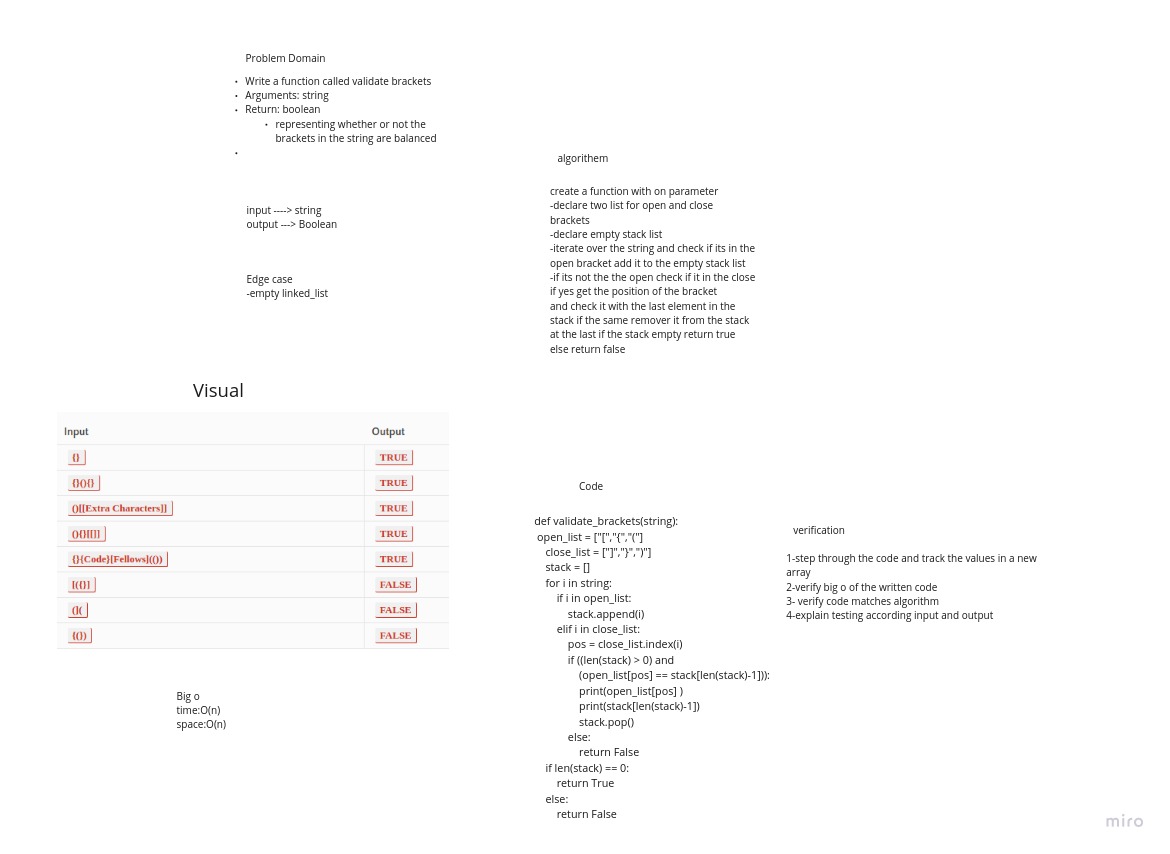 Problem Domain
• Write a function called validate brackets
• Arguments: string
• Return: boolean
• representing whether or not the
brackets in the string are balanced
•
input ----> string
output ---> Boolean
Edge case
-empty linked_list
algorithem
create a function with on parameter
-declare two list for open and close
brackets
-declare empty stack list
-iterate over the string and check if its in the
open bracket add it to the empty stack list
-if its not the the open check if it in the close
if yes get the position of the bracket
and check it with the last element in the
stack if the same remover it from the stack
at the last if the stack empty return true
else return false
Visual
Input Output
{} TRUE
{}(){} TRUE
()[[Extra Characters]] TRUE
(){}[[]] TRUE
{}{Code}[Fellows](()) TRUE
[({}] FALSE
(]( FALSE
{(}) FALSE
Big o
time:O(n)
space:O(n)
Code
def validate_brackets(string):
open_list = ["[","{","("]
close_list = ["]","}",")"]
stack = []
for i in string:
if i in open_list:
stack.append(i)
elif i in close_list:
pos = close_list.index(i)
if ((len(stack) > 0) and
(open_list[pos] == stack[len(stack)-1])):
print(open_list[pos] )
print(stack[len(stack)-1])
stack.pop()
else:
return False
if len(stack) == 0:
return True
else:
return False
verification
1-step through the code and track the values in a new
array
2-verify big o of the written code
3- verify code matches algorithm
4-explain testing according input and output
miro